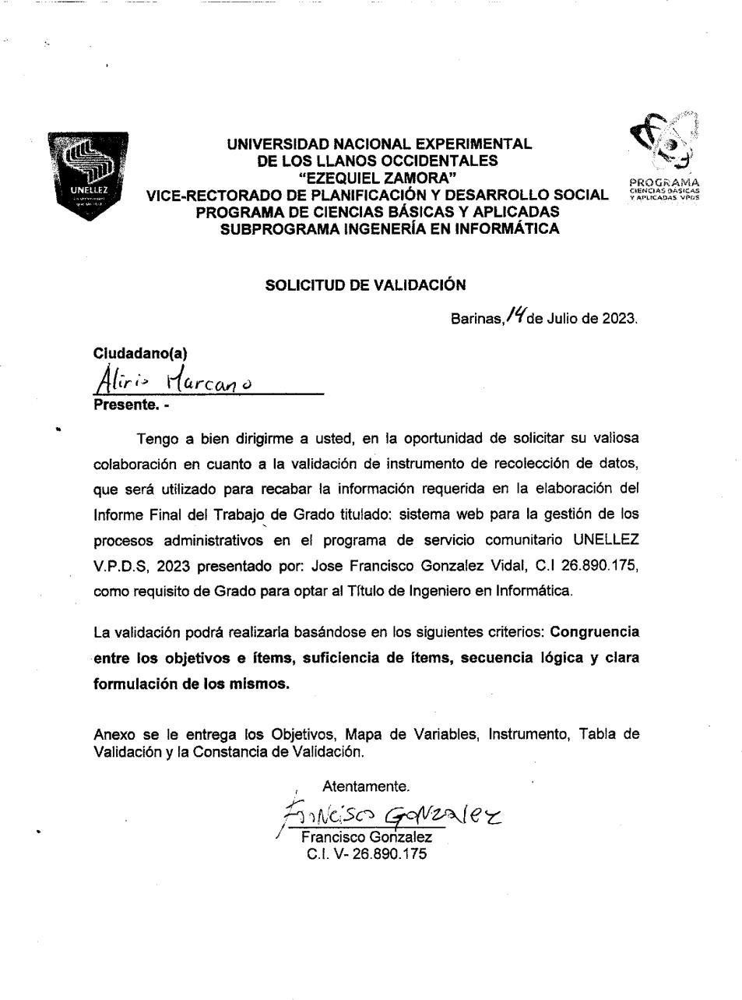 UNIVERSIDAD NACIONAL EXPERIMENTAL
DE LOS LLANOS OCCIDENTALES
“EZEQUIEL ZAMORA”
VICE-RECTORADO DE PLANIFICACIÓN Y DESARROLLO SOCIAL
PROGRAMA DE CIENCIAS BÁSICAS Y APLICADAS
SUBPROGRAMA INGENERÍA EN INFORMÁTICA
UNELLEZ
PROGRAMA
CIENCIAS BÁSICAS
Y APLICADAS VPDS
SOLICITUD DE VALIDACIÓN
Barinas, 14 de Julio de 2023.
Ciudadano(a)
Alirio Marcano
Presente. -
Tengo a bien dirigirme a usted, en la oportunidad de solicitar su valiosa
colaboración en cuanto a la validación de instrumento de recolección de datos,
que será utilizado para recabar la información requerida en la elaboración del
Informe Final del Trabajo de Grado titulado: sistema web para la gestión de los
procesos administrativos en el programa de servicio comunitario UNELLEZ
V.P.D.S, 2023 presentado por: Jose Francisco Gonzalez Vidal, C.I 26.890.175,
como requisito de Grado para optar al Título de Ingeniero en Informática.
La validación podrá realizarla basándose en los siguientes criterios: Congruencia
entre los objetivos e ítems, suficiencia de ítems, secuencia lógica y clara
formulación de los mismos.
Anexo se le entrega los Objetivos, Mapa de Variables, Instrumento, Tabla de
Validación y la Constancia de Validación.
Atentamente.
Francisco Gonzalez
Francisco Gonzalez
C.I. V- 26.890.175